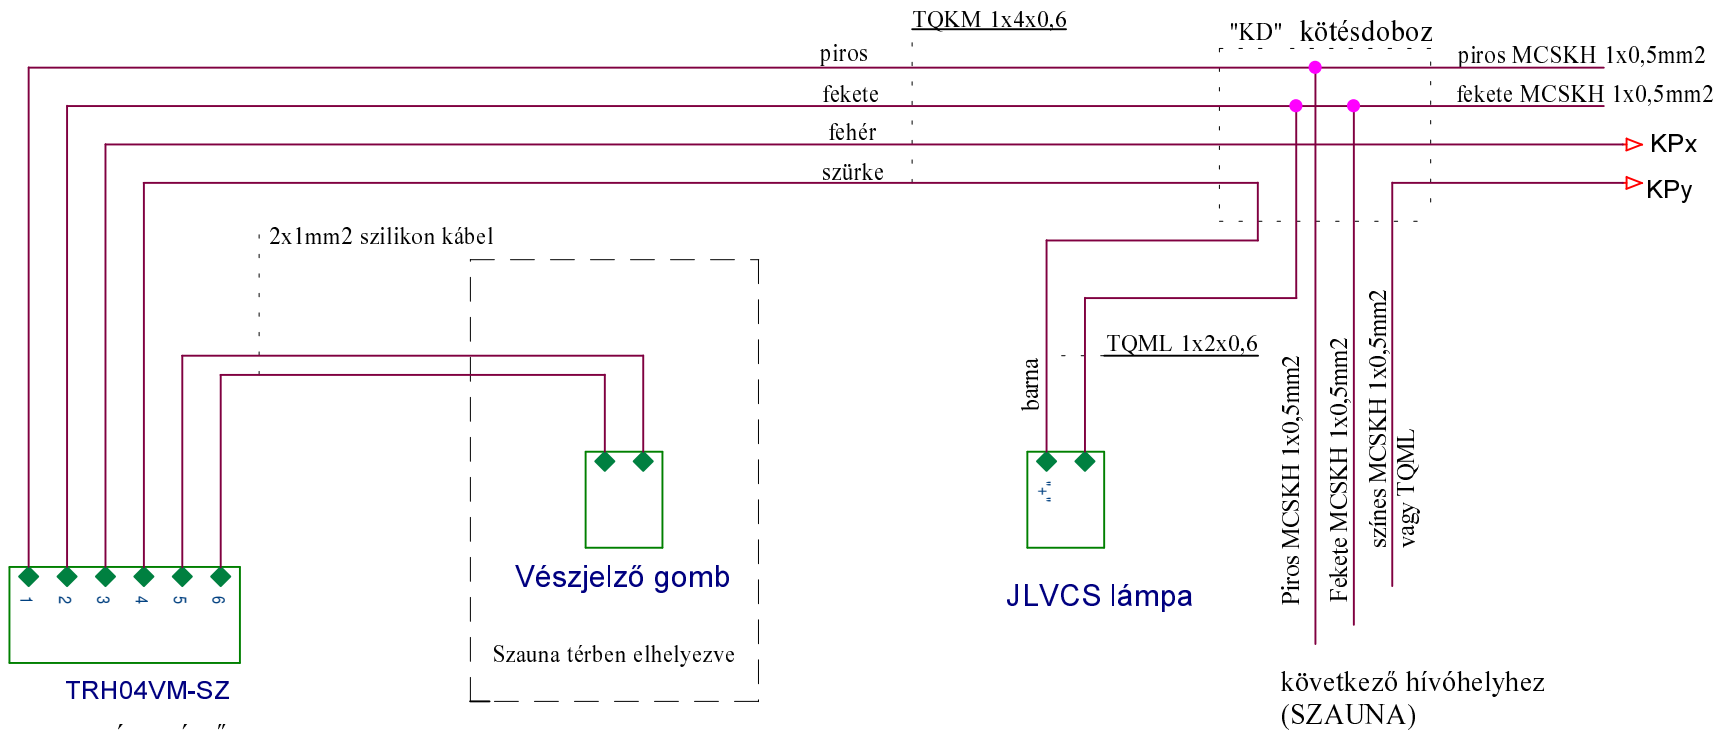 TQKM 1x4x0,6
"KD" kötésdoboz
piros
piros MCSKH 1x0,5mm2
fekete
fekete MCSKH 1x0,5mm2
fehér
KPx
szürke
KPy
2x1mm2 szilikon kábel
TQML 1x2x0,6
barna
Piros MCSKH 1x0,5mm2
Fekete MCSKH 1x0,5mm2
színes MCSKH 1x0,5mm2
vagy TQML
"+"
Vészjelző gomb
JLVCS lámpa
1 2 3 4 5 6
Szauna térben elhelyezve
TRH04VM-SZ
következő hívóhelyhez
(SZAUNA)